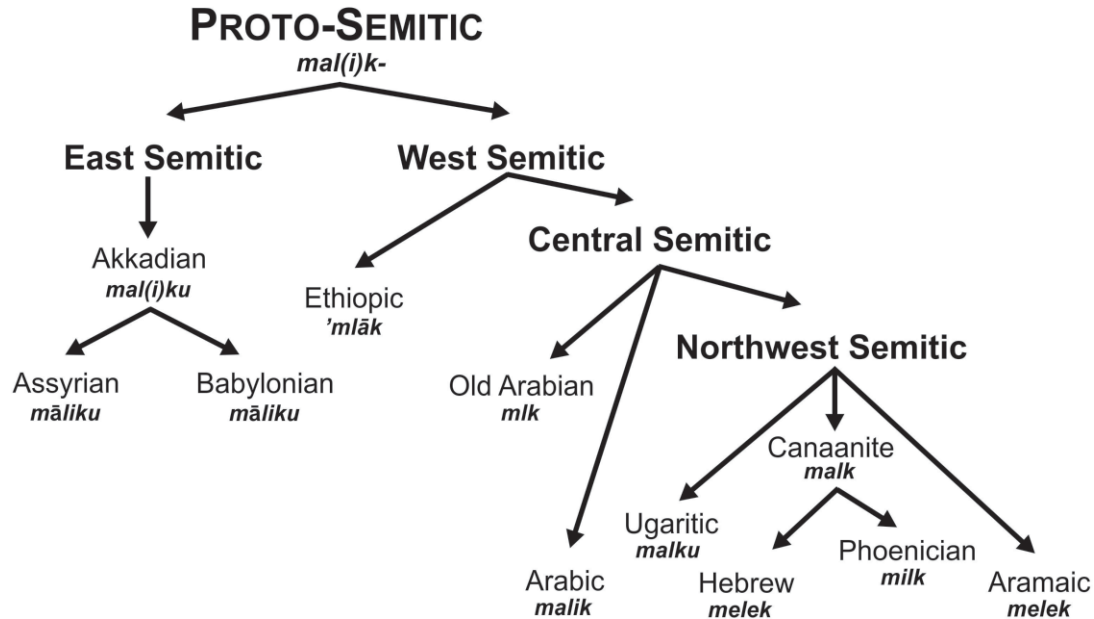 PROTO-SEMITIC
mal(i)k-
East Semitic
West Semitic
Central Semitic
Akkadian
mal(i)ku
Ethiopic
’mlāk
Northwest Semitic
Assyrian
māliku
Babylonian
māliku
Old Arabian
mlk
Canaanite
malk
Ugaritic
malku
Phoenician
milk
Arabic
malik
Hebrew
melek
Aramaic
melek